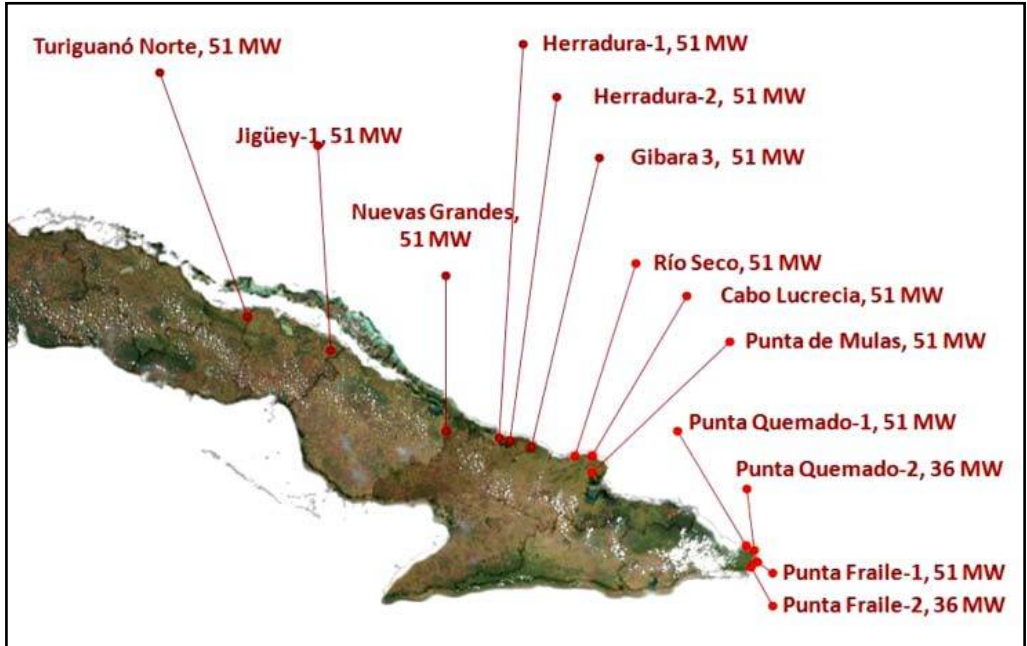 Turiguanó Norte, 51 MW
Herradura-1, 51 MW
Herradura-2, 51 MW
Jigüey-1, 51 MW
Gibara 3, 51 MW
Nuevas Grandes,
51 MW
Río Seco, 51 MW
Cabo Lucrecia, 51 MW
Punta de Mulas, 51 MW
Punta Quemado-1, 51 MW
Punta Quemado-2, 36 MW
Punta Fraile-1, 51 MW
Punta Fraile-2, 36 MW